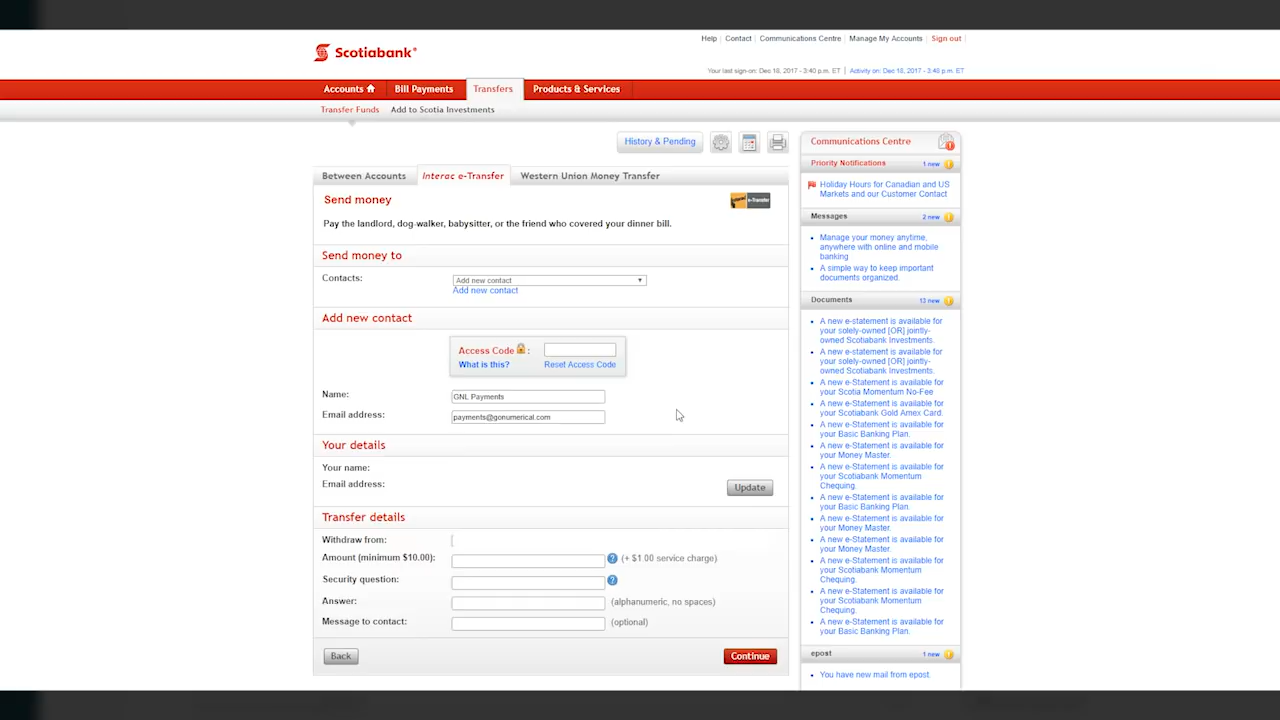 Help | Contact | Communications Centre | Manage My Accounts | Sign out
Scotiabank
Your last sign-on: Dec 18, 2017 - 3:40 p.m. ET | Activity on: Dec 18, 2017 - 3:48 p.m. ET
Accounts
Bill Payments
Transfers
Products & Services
Transfer Funds
Add to Scotia Investments
History & Pending
Between Accounts
Interac e-Transfer
Western Union Money Transfer
Send money
Pay the landlord, dog-walker, babysitter, or the friend who covered your dinner bill.
Send money to
Contacts:
Add new contact
Add new contact
Add new contact
Access Code :
What is this?
Reset Access Code
Name:
GNL Payments
Email address:
payments@gonumerical.com
Your details
Your name:
Email address:
Update
Transfer details
Withdraw from:
Amount (minimum $10.00):
(+ $1.00 service charge)
Security question:
Answer:
(alphanumeric, no spaces)
Message to contact:
(optional)
Back
Continue
Communications Centre
Priority Notifications
1 new
Holiday Hours for Canadian and US
Markets and our Customer Contact
Messages
2 new
Manage your money anytime,
anywhere with online and mobile
banking
A simple way to keep important
documents organized.
Documents
13 new
A new e-statement is available for
your solely-owned [OR] jointly-
owned Scotiabank Investments.
A new e-statement is available for
your solely-owned [OR] jointly-
owned Scotiabank Investments.
A new e-Statement is available for
your Scotia Momentum No-Fee
A new e-Statement is available for
your Scotiabank Gold Amex Card.
A new e-Statement is available for
your Basic Banking Plan.
A new e-Statement is available for
your Money Master.
A new e-Statement is available for
your Scotiabank Momentum
Chequing.
A new e-Statement is available for
your Basic Banking Plan.
A new e-Statement is available for
your Money Master.
A new e-Statement is available for
your Money Master.
A new e-Statement is available for
your Scotiabank Momentum
Chequing.
A new e-Statement is available for
your Scotiabank Momentum
Chequing.
A new e-Statement is available for
your Basic Banking Plan.
epost
1 new
You have new mail from epost.